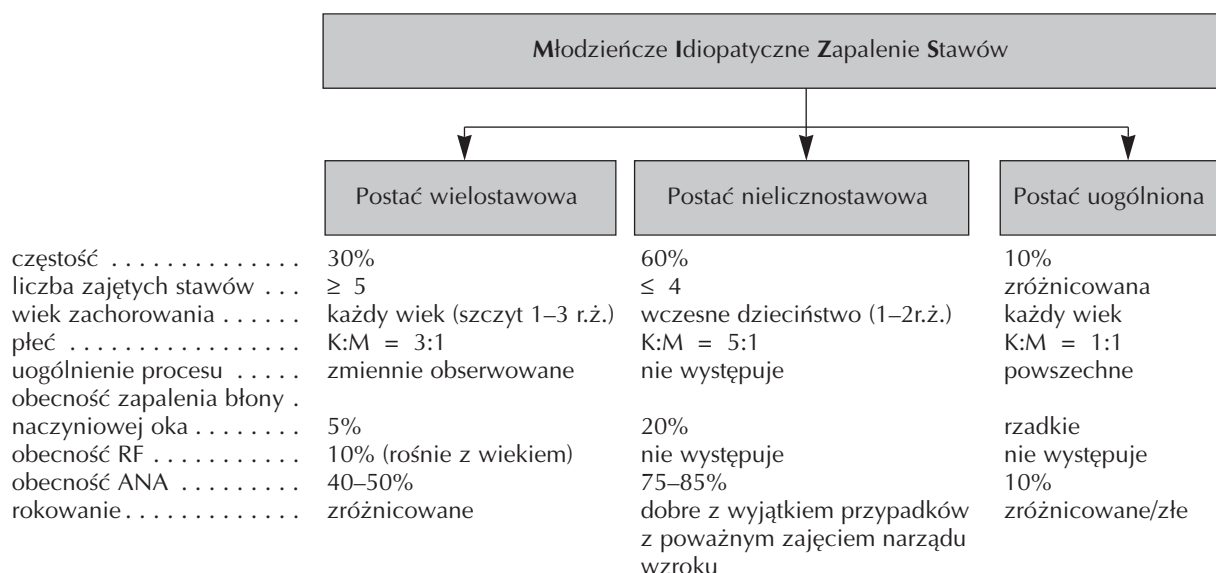 Młodzieńcze Idiopatyczne Zapalenie Stawów
Postać wielostawowa Postać nielicznostawowa Postać uogólniona
częstość . . . . . . . . . . . . . . 30% 60% 10%
liczba zajętych stawów . . . ≥ 5 ≤ 4 zróżnicowana
wiek zachorowania . . . . . . każdy wiek (szczyt 1–3 r.ż.) wczesne dzieciństwo (1–2r.ż.) każdy wiek
płeć . . . . . . . . . . . . . . . . . . K:M = 3:1 K:M = 5:1 K:M = 1:1
uogólnienie procesu . . . . . zmiennie obserwowane nie występuje powszechne
obecność zapalenia błony .
naczyniowej oka . . . . . . . . 5% 20% rzadkie
obecność RF . . . . . . . . . . . 10% (rośnie z wiekiem) nie występuje nie występuje
obecność ANA . . . . . . . . . 40–50% 75–85% 10%
rokowanie . . . . . . . . . . . . . zróżnicowane dobre z wyjątkiem przypadków zróżnicowane/złe
z poważnym zajęciem narządu
wzroku